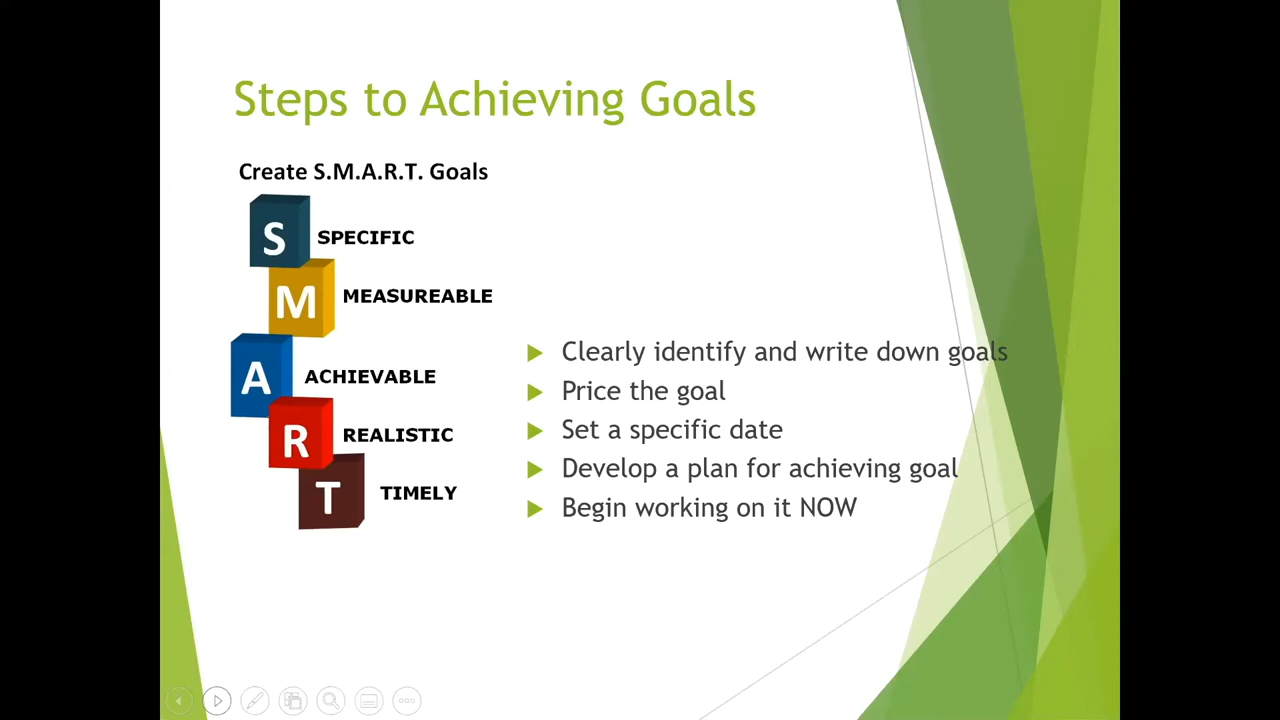 Steps to Achieving Goals
Create S.M.A.R.T. Goals
S SPECIFIC
M MEASUREABLE
A ACHIEVABLE
R REALISTIC
T TIMELY
Clearly identify and write down goals
Price the goal
Set a specific date
Develop a plan for achieving goal
Begin working on it NOW